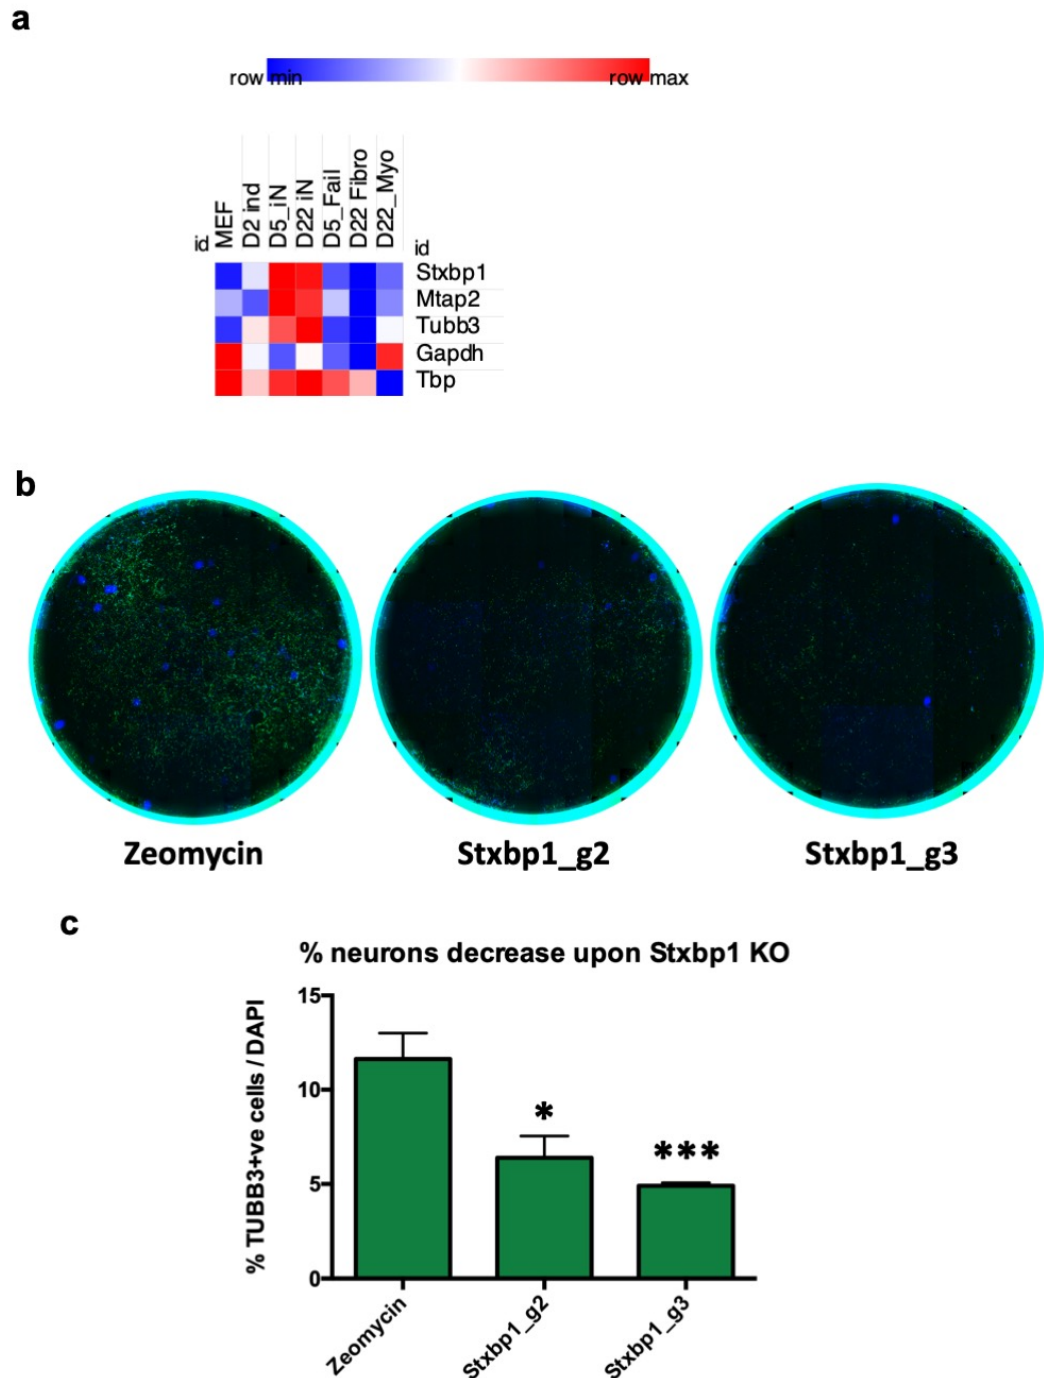 a
row min row max
id MEF D2 ind D5_iN D22 iN D5_Fail D22 Fibro D22_Myo id
Stxbp1
Mtap2
Tubb3
Gapdh
Tbp
b
Zeomycin Stxbp1_g2 Stxbp1_g3
c
% neurons decrease upon Stxbp1 KO
% TUBB3+ve cells / DAPI
15
10
5
0
*
***
Zeomycin Stxbp1_g2 Stxbp1_g3